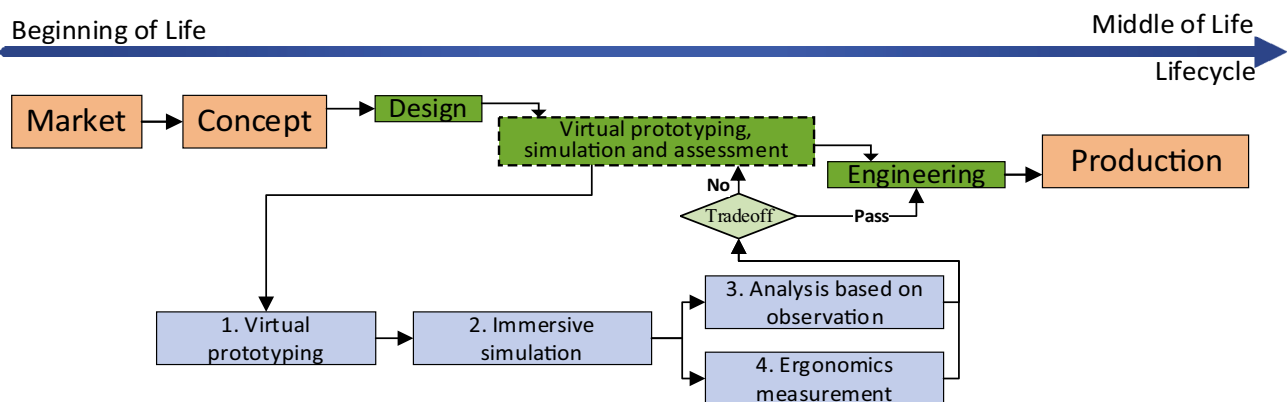 Beginning of Life
Middle of Life
Lifecycle
Market
Concept
Design
Virtual prototyping,
simulation and assessment
Engineering
Production
No
Tradeoff
Pass
1. Virtual
prototyping
2. Immersive
simulation
3. Analysis based on
observation
4. Ergonomics
measurement